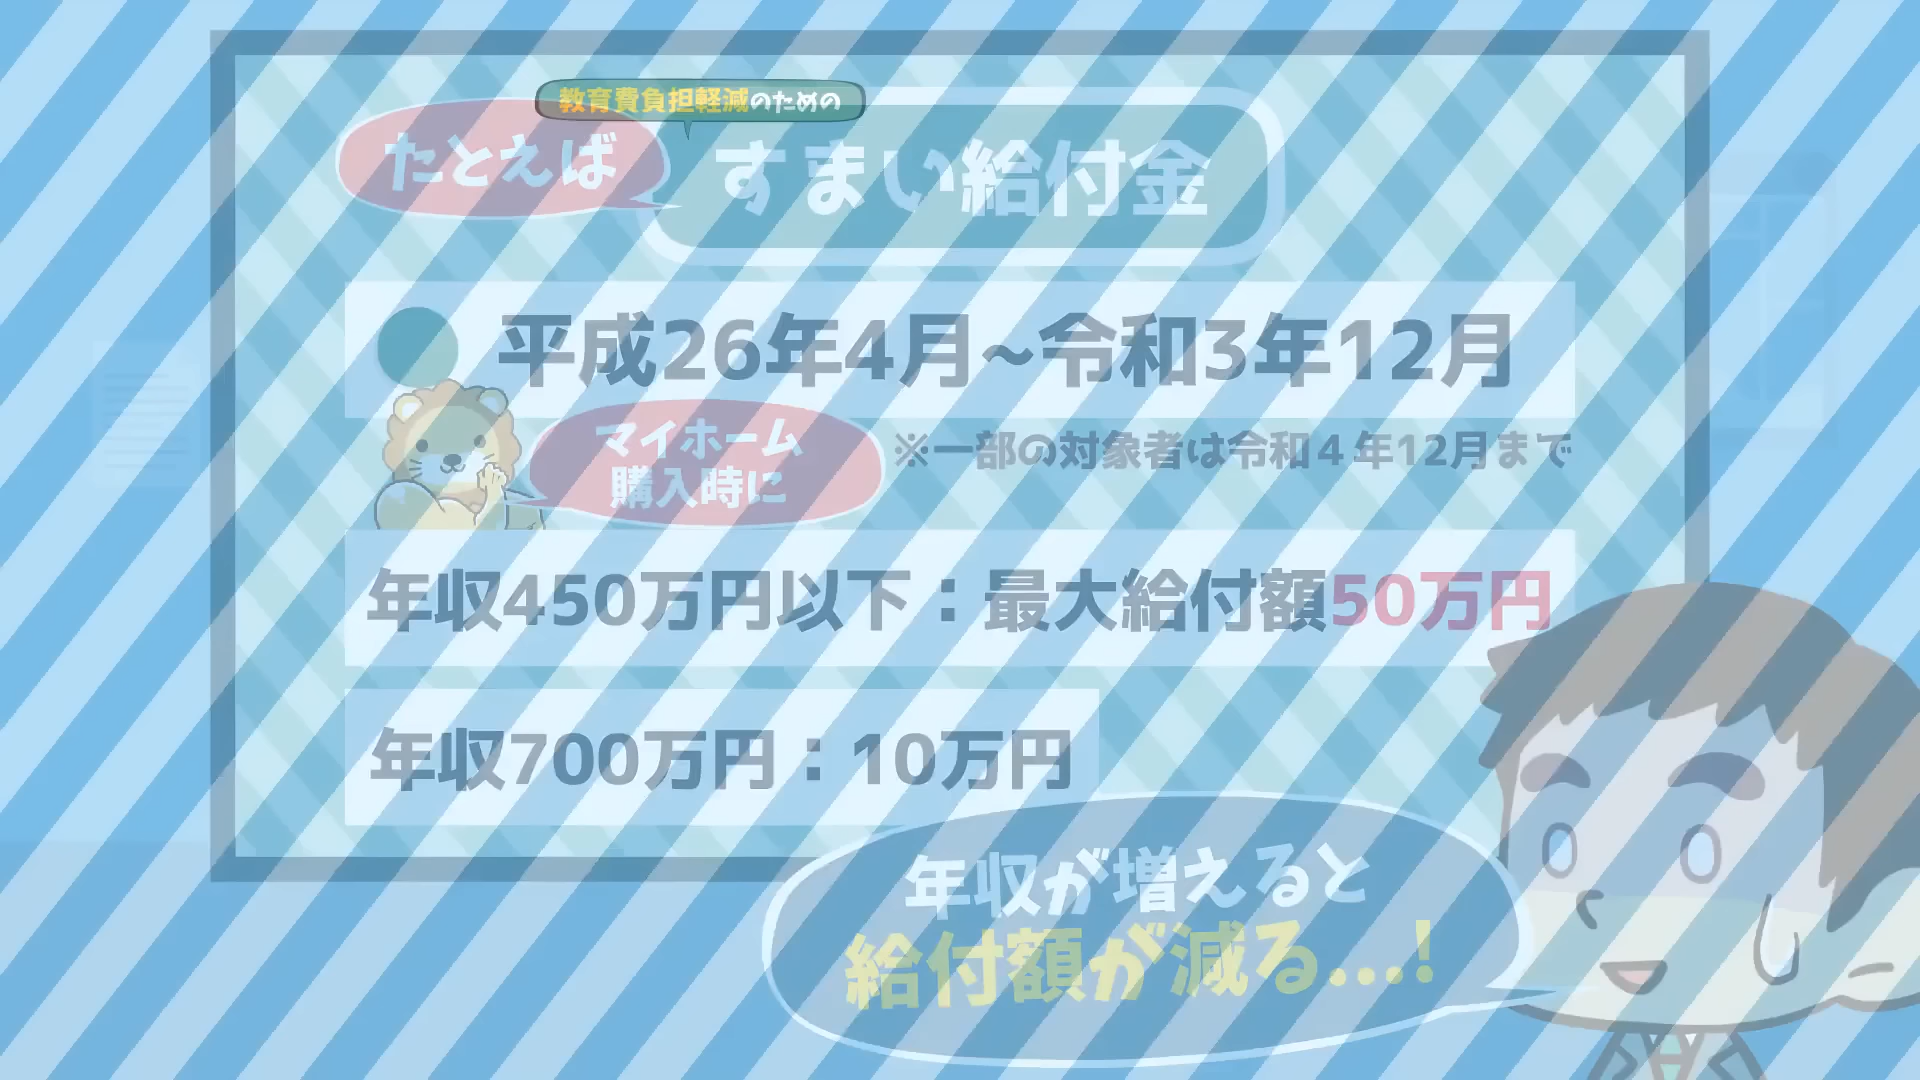 教育費負担軽減のための
たとえば
すまい給付金
平成26年4月~令和3年12月
マイホーム
購入時に
※一部の対象者は令和４年12月まで
年収450万円以下：最大給付額50万円
年収700万円：10万円
年収が増えると
給付額が減る...!